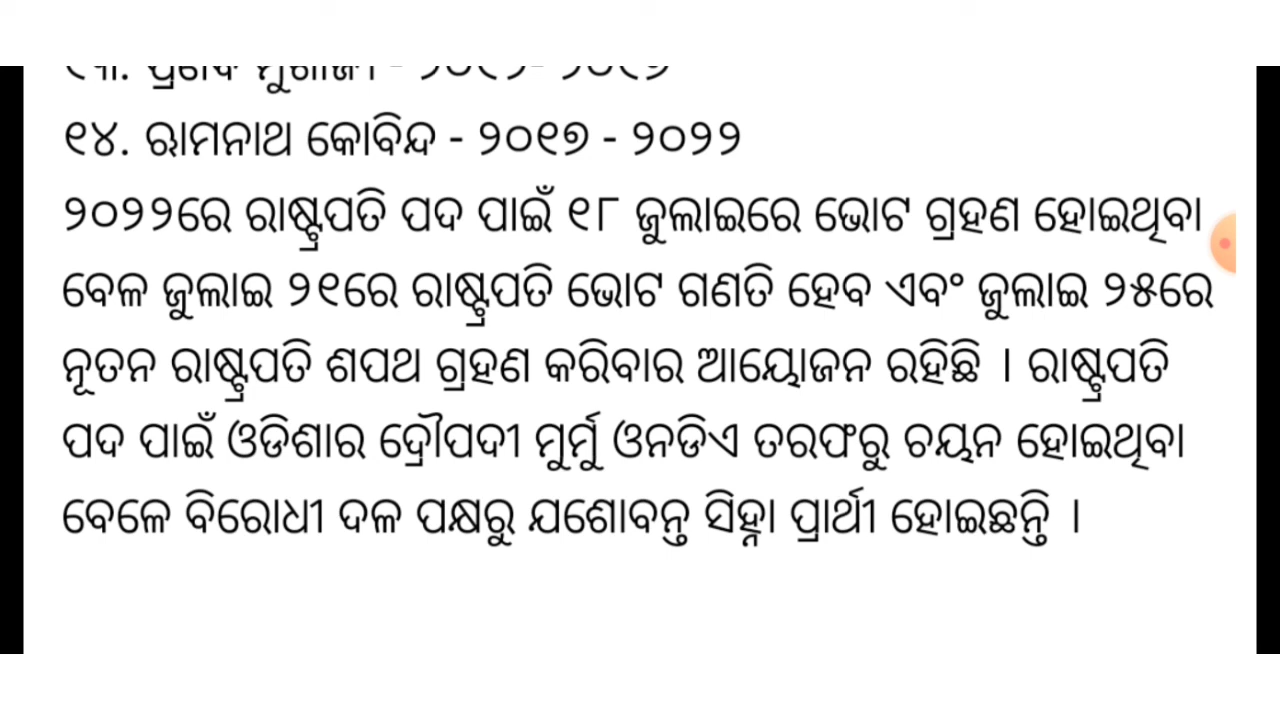 ୧୪. ରାମନାଥ କୋବିନ୍ଦ - ୨୦୧୭ - ୨୦୨୨
୨୦୨୨ରେ ରାଷ୍ଟ୍ରପତି ପଦ ପାଇଁ ୧୮ ଜୁଲାଇରେ ଭୋଟ ଗ୍ରହଣ ହୋଇଥିବା
ବେଳ ଜୁଲାଇ ୨୧ରେ ରାଷ୍ଟ୍ରପତି ଭୋଟ ଗଣତି ହେବ ଏବଂ ଜୁଲାଇ ୨୫ରେ
ନୂତନ ରାଷ୍ଟ୍ରପତି ଶପଥ ଗ୍ରହଣ କରିବାର ଆୟୋଜନ ରହିଛି । ରାଷ୍ଟ୍ରପତି
ପଦ ପାଇଁ ଓଡିଶାର ଦ୍ରୌପଦୀ ମୁର୍ମୁ ଓନଡିଏ ତରଫରୁ ଚୟନ ହୋଇଥିବା
ବେଳେ ବିରୋଧୀ ଦଳ ପକ୍ଷରୁ ଯଶୋବନ୍ତ ସିହ୍ନା ପ୍ରାର୍ଥୀ ହୋଇଛନ୍ତି ।